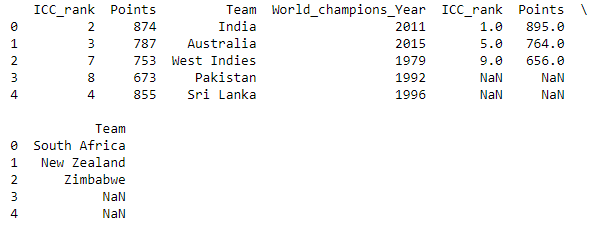 ICC_rank Points Team World_champions_Year ICC_rank Points \
0 2 874 India 2011 1.0 895.0
1 3 787 Australia 2015 5.0 764.0
2 7 753 West Indies 1979 9.0 656.0
3 8 673 Pakistan 1992 NaN NaN
4 4 855 Sri Lanka 1996 NaN NaN
Team
0 South Africa
1 New Zealand
2 Zimbabwe
3 NaN
4 NaN